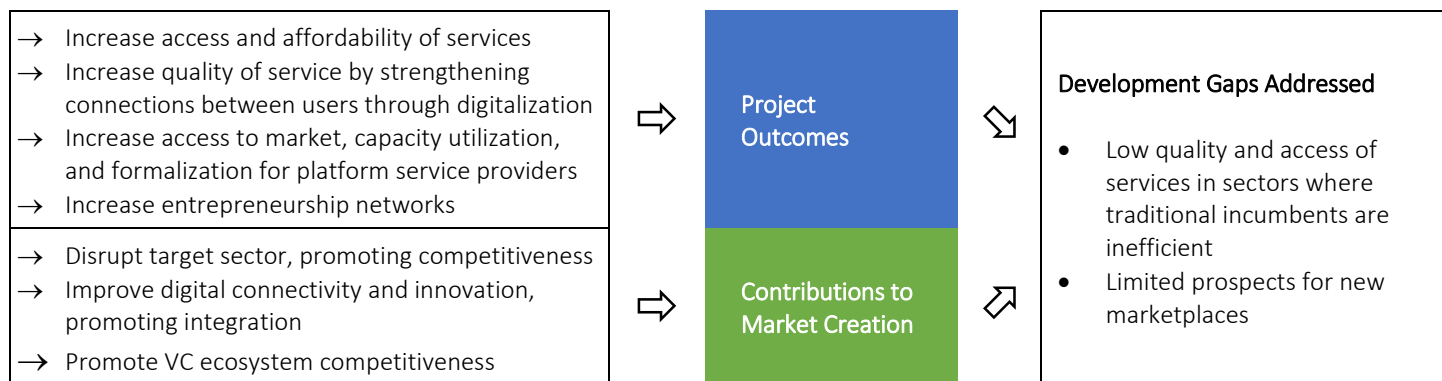 → Increase access and affordability of services
→ Increase quality of service by strengthening
connections between users through digitalization
→ Increase access to market, capacity utilization,
and formalization for platform service providers
→ Increase entrepreneurship networks
→ Disrupt target sector, promoting competitiveness
→ Improve digital connectivity and innovation,
promoting integration
→ Promote VC ecosystem competitiveness
Project
Outcomes
Contributions to
Market Creation
Development Gaps Addressed
• Low quality and access of
services in sectors where
traditional incumbents are
inefficient
• Limited prospects for new
marketplaces